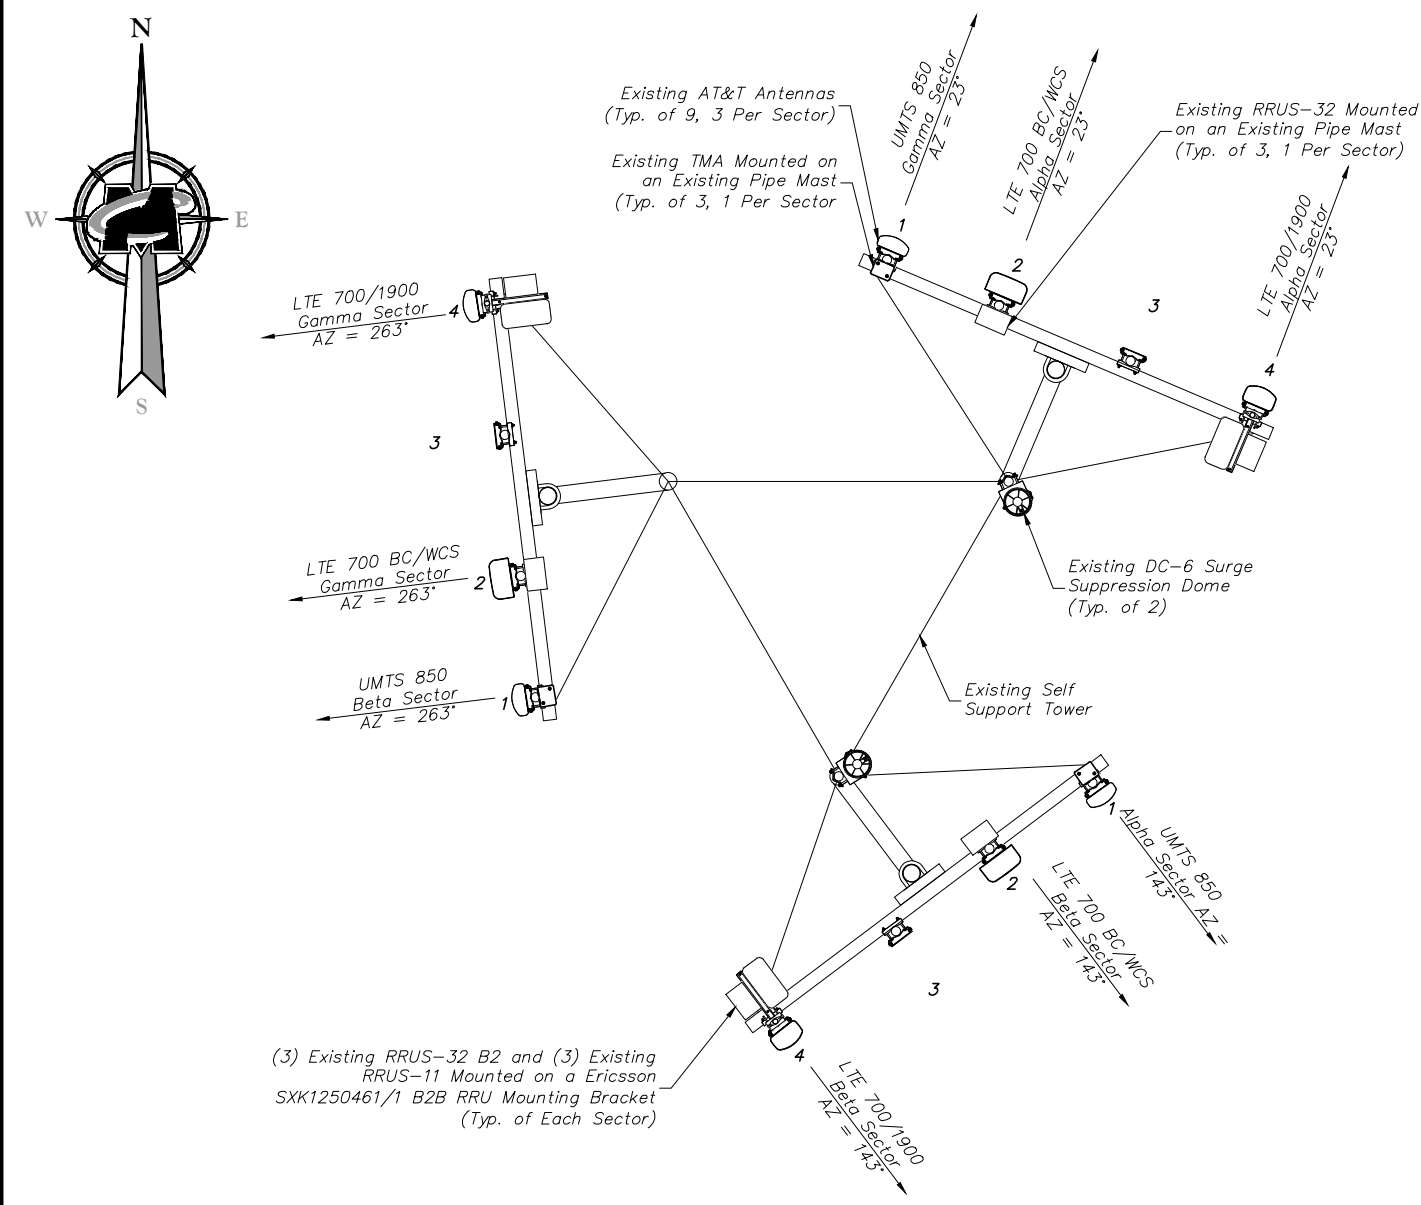 N
W
E
S
Existing AT&T Antennas
(Typ. of 9, 3 Per Sector)
Existing TMA Mounted on
an Existing Pipe Mast
(Typ. of 3, 1 Per Sector
UMTS 850
Gamma Sector
AZ = 23°
LTE 700 BC/WCS
Alpha Sector
AZ = 23°
Existing RRUS-32 Mounted
on an Existing Pipe Mast
(Typ. of 3, 1 Per Sector)
LTE 700/1900
Alpha Sector
AZ = 23°
1
2
3
4
LTE 700/1900
Gamma Sector
AZ = 263°
4
3
LTE 700 BC/WCS
Gamma Sector
AZ = 263°
2
UMTS 850
Beta Sector
AZ = 263°
1
Existing DC-6 Surge
Suppression Dome
(Typ. of 2)
Existing Self
Support Tower
1
UMTS 850
Alpha Sector AZ =
143°
2
LTE 700 BC/WCS
Beta Sector
AZ = 143°
3
4
LTE 700/1900
Beta Sector
AZ = 143°
(3) Existing RRUS-32 B2 and (3) Existing
RRUS-11 Mounted on a Ericsson
SXK1250461/1 B2B RRU Mounting Bracket
(Typ. of Each Sector)